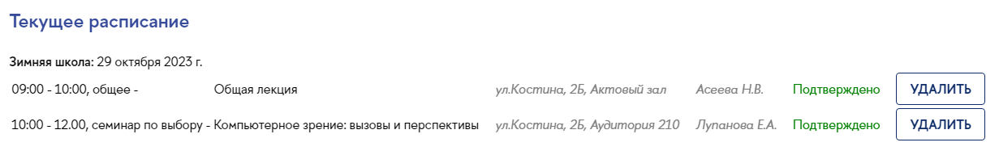 Текущее расписание
Зимняя школа: 29 октября 2023 г.
09:00 - 10:00, общее - Общая лекция ул.Костина, 2Б, Актовый зал Асеева Н.В. Подтверждено УДАЛИТЬ
10:00 - 12.00, семинар по выбору - Компьютерное зрение: вызовы и перспективы ул.Костина, 2Б, Аудитория 210 Лупанова Е.А. Подтверждено УДАЛИТЬ